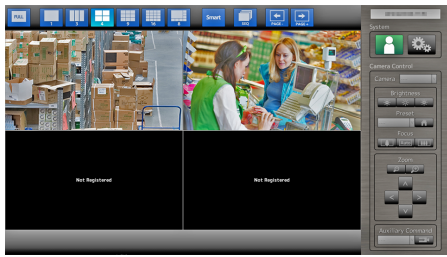 FULL
Smart
SEQ
PAGE-
PAGE+
System
Camera Control
Camera
Brightness
Preset
Focus
Auto
Zoom
Auxiliary Command
Not Registered
Not Registered